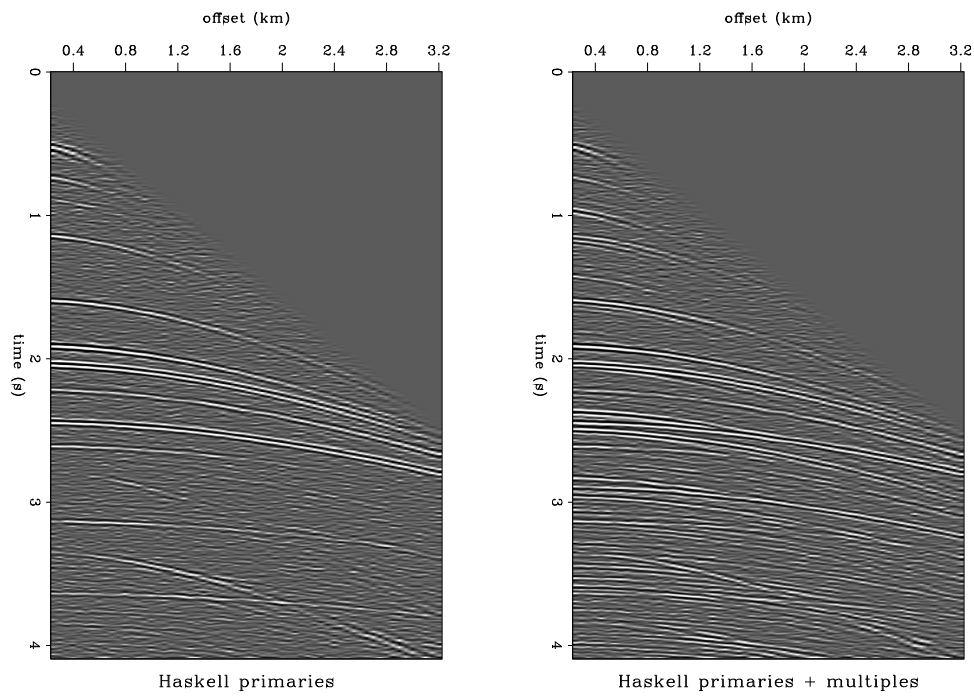 offset (km)
0.4 0.8 1.2 1.6 2 2.4 2.8 3.2
0
1
2
3
4
time (s)
Haskell primaries
offset (km)
0.4 0.8 1.2 1.6 2 2.4 2.8 3.2
0
1
2
3
4
time (s)
Haskell primaries + multiples